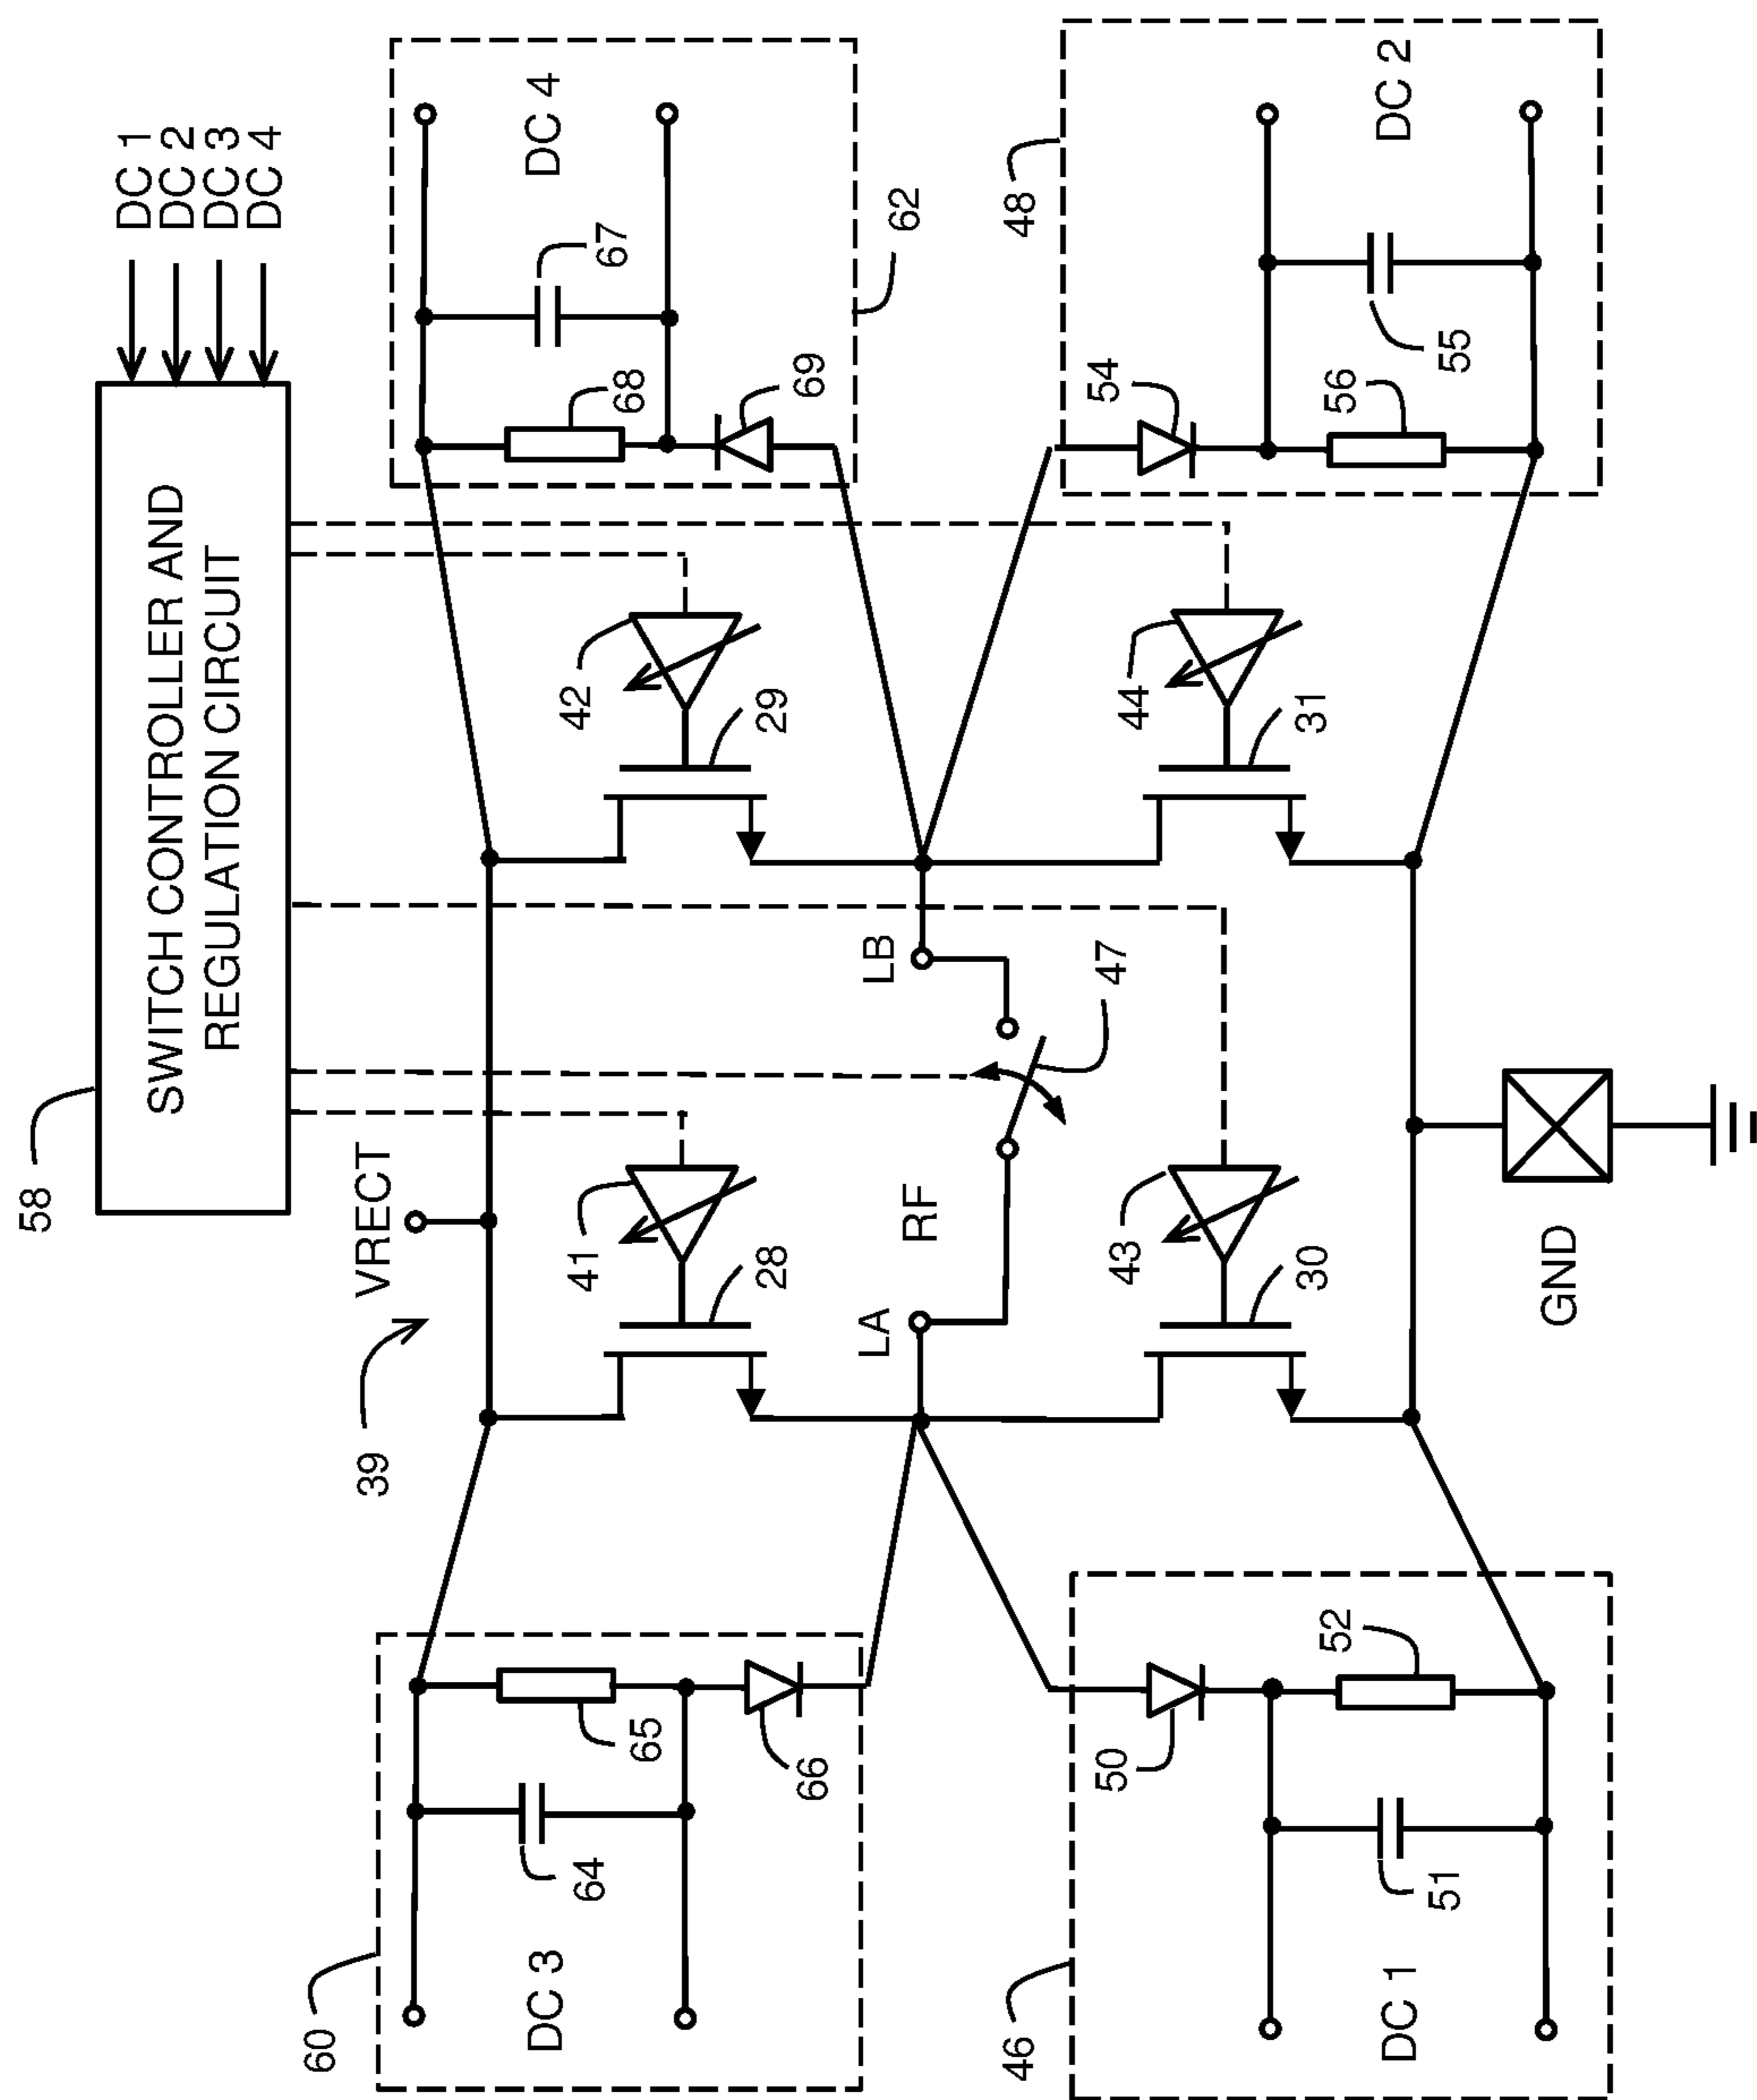 58
SWITCH CONTROLLER AND
REGULATION CIRCUIT
DC 1
DC 2
DC 3
DC 4
39
VRECT
60
DC 3
64
65
66
41
28
42
29
DC 4
67
68
69
62
LA
RF
LB
47
46
DC 1
50
51
52
43
30
44
31
48
DC 2
54
55
56
GND